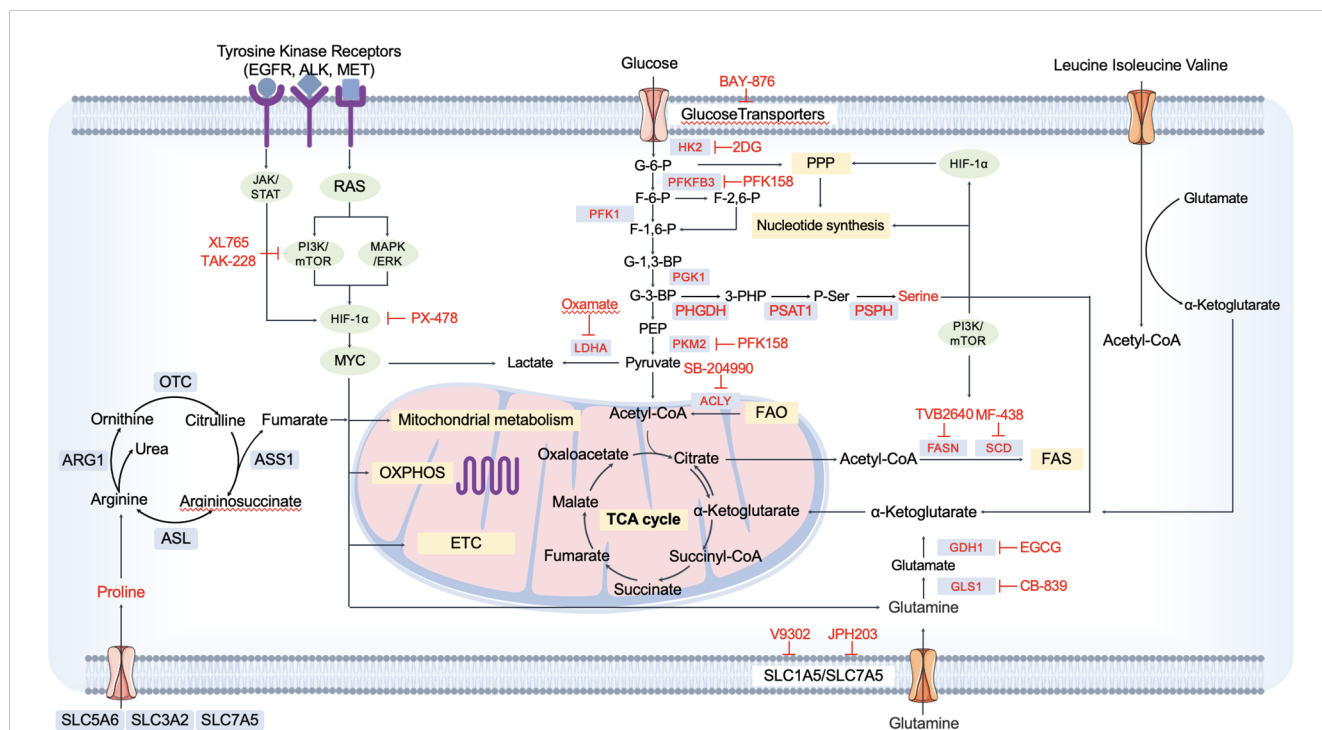 Tyrosine Kinase Receptors
(EGFR, ALK, MET)
Glucose
BAY-876
GlucoseTransporters
Leucine Isoleucine Valine
HK2
2DG
G-6-P
PPP
HIF-1α
JAK/
STAT
RAS
PFKFB3
PFK158
F-6-P
F-2,6-P
PFK1
F-1,6-P
Nucleotide synthesis
Glutamate
XL765
TAK-228
PI3K/
mTOR
MAPK
/ERK
G-1,3-BP
PGK1
G-3-BP
3-PHP
P-Ser
Serine
PHGDH
PSAT1
PSPH
α-Ketoglutarate
Oxamate
HIF-1α
PX-478
PEP
PI3K/
mTOR
LDHA
PKM2
PFK158
Acetyl-CoA
MYC
Lactate
Pyruvate
SB-204990
OTC
ACLY
Ornithine
Citrulline
Fumarate
Mitochondrial metabolism
Acetyl-CoA
FAO
TVB2640
MF-438
Urea
FASN
SCD
ARG1
ASS1
Oxaloacetate
Citrate
Acetyl-CoA
FAS
OXPHOS
Arginine
Argininosuccinate
Malate
TCA cycle
α-Ketoglutarate
α-Ketoglutarate
ASL
ETC
Fumarate
Succinyl-CoA
GDH1
EGCG
Glutamate
Succinate
GLS1
CB-839
Proline
Glutamine
V9302
JPH203
SLC1A5/SLC7A5
SLC5A6
SLC3A2
SLC7A5
Glutamine